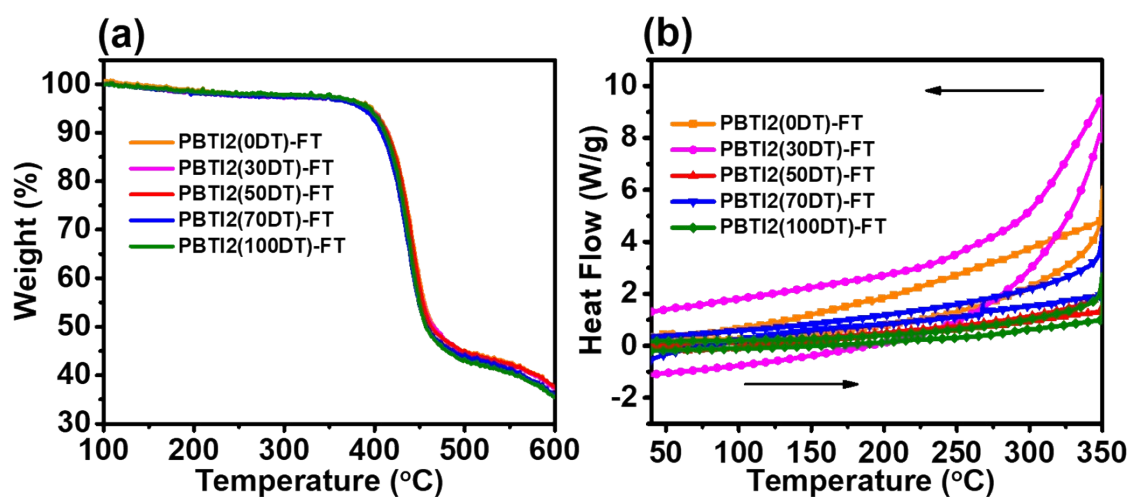 (a)
100
90
80
70
60
50
40
30
Weight (%)
PBTI2(0DT)-FT
PBTI2(30DT)-FT
PBTI2(50DT)-FT
PBTI2(70DT)-FT
PBTI2(100DT)-FT
100 200 300 400 500 600
Temperature (°C)
(b)
10
8
6
4
2
0
-2
Heat Flow (W/g)
PBTI2(0DT)-FT
PBTI2(30DT)-FT
PBTI2(50DT)-FT
PBTI2(70DT)-FT
PBTI2(100DT)-FT
50 100 150 200 250 300 350
Temperature (°C)